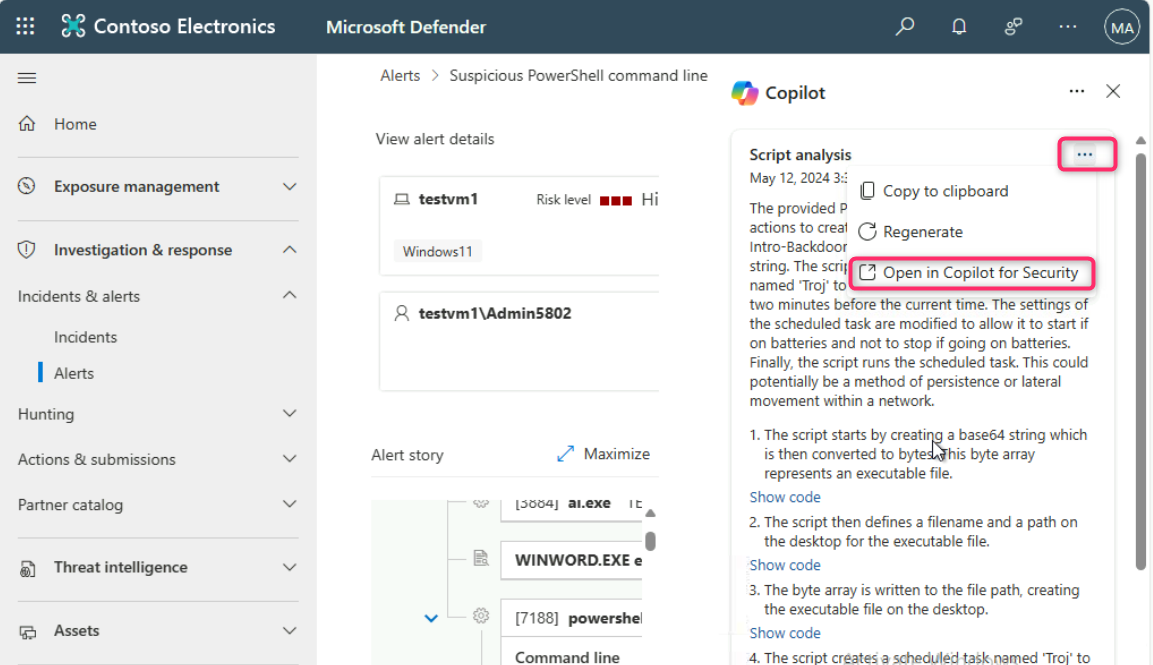 Contoso Electronics
Microsoft Defender
MA
Home
Exposure management
Investigation & response
Incidents & alerts
Incidents
Alerts
Hunting
Actions & submissions
Partner catalog
Threat intelligence
Assets
Alerts > Suspicious PowerShell command line
View alert details
testvm1 Risk level Hi
Windows11
testvm1\Admin5802
Alert story Maximize
[3884] ai.exe
WINWORD.EXE e
[7188] powershel
Command line
Copilot
Script analysis
May 12, 2024 3:3
Copy to clipboard
Regenerate
Open in Copilot for Security
The provided P
actions to creat
Intro-Backdoor
string. The scrip
named 'Troj' to
two minutes before the current time. The settings of
the scheduled task are modified to allow it to start if
on batteries and not to stop if going on batteries.
Finally, the script runs the scheduled task. This could
potentially be a method of persistence or lateral
movement within a network.
1. The script starts by creating a base64 string which
is then converted to bytes. This byte array
represents an executable file.
Show code
2. The script then defines a filename and a path on
the desktop for the executable file.
Show code
3. The byte array is written to the file path, creating
the executable file on the desktop.
Show code
4. The script creates a scheduled task named 'Troj' to